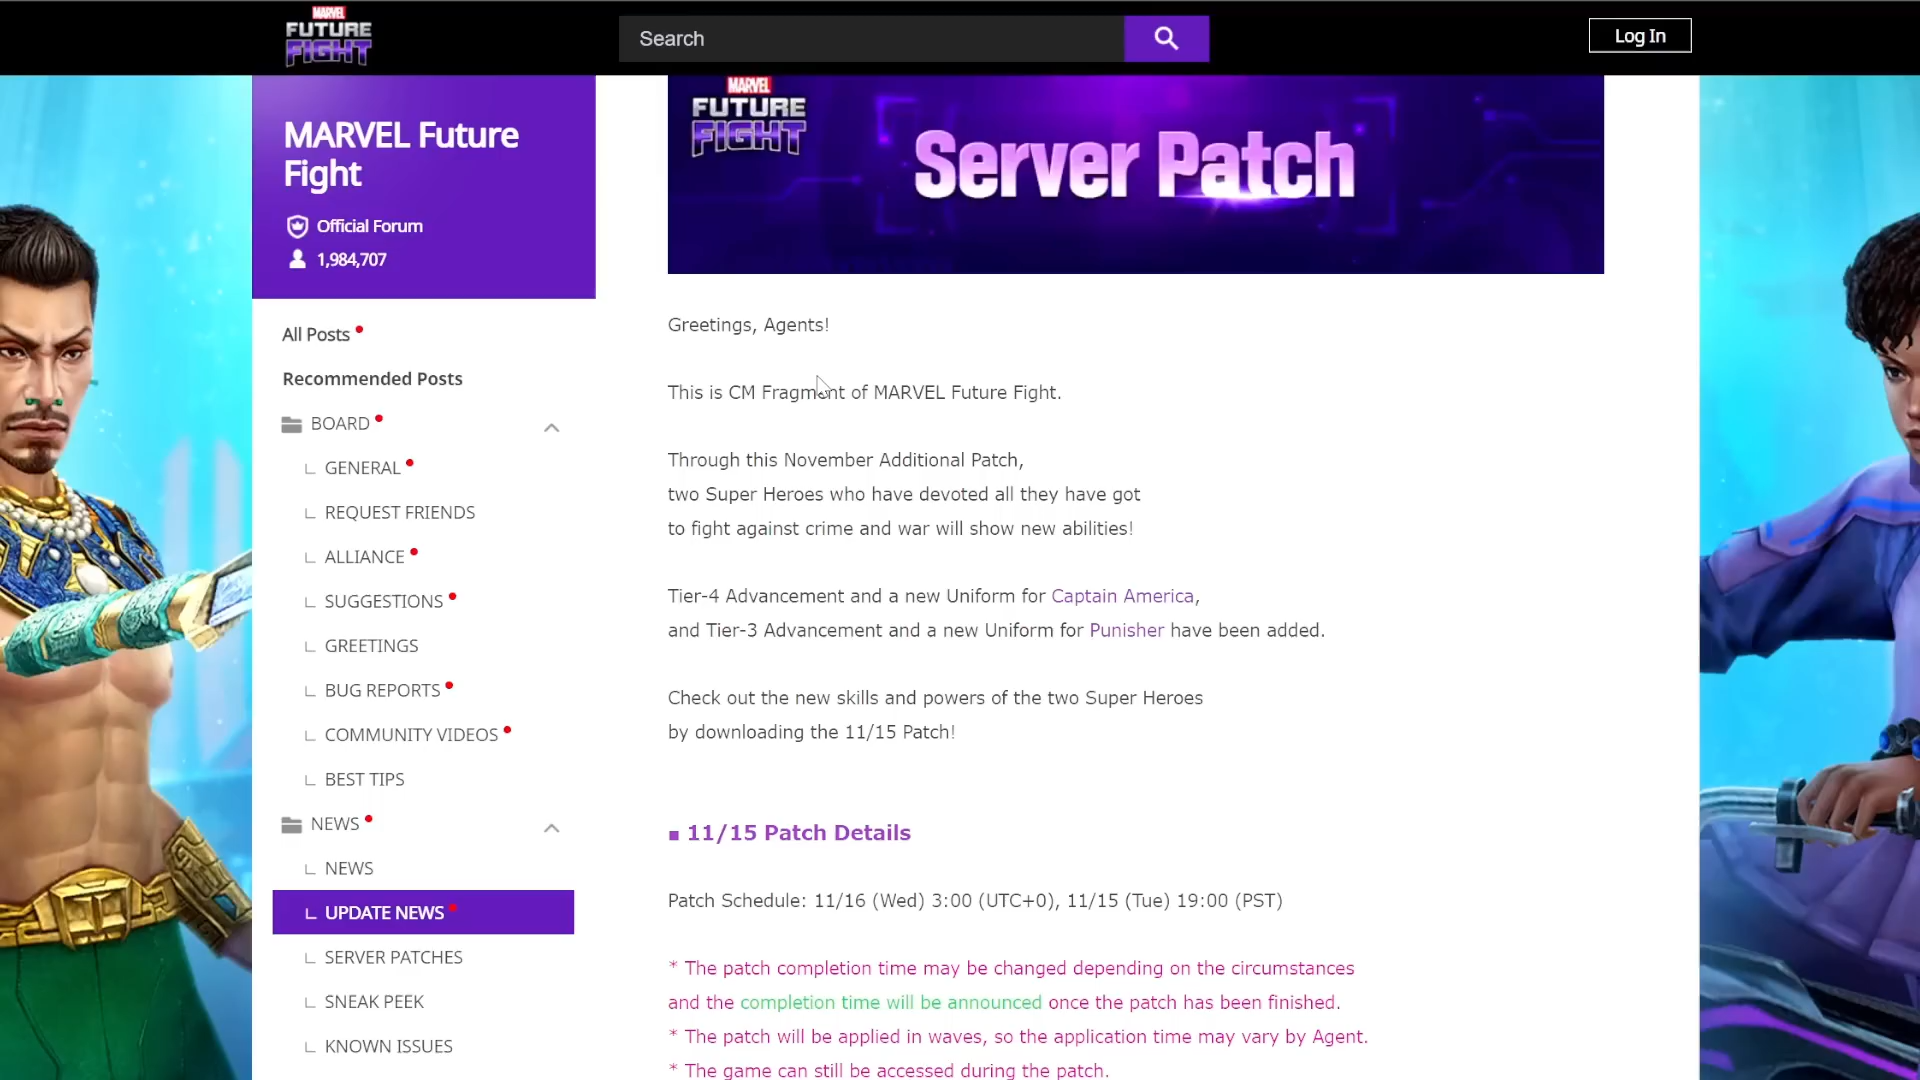 MARVEL
FUTURE
FIGHT
Search
Log In
MARVEL Future
Fight
Official Forum
1,984,707
All Posts
Recommended Posts
BOARD
GENERAL
REQUEST FRIENDS
ALLIANCE
SUGGESTIONS
GREETINGS
BUG REPORTS
COMMUNITY VIDEOS
BEST TIPS
NEWS
NEWS
UPDATE NEWS
SERVER PATCHES
SNEAK PEEK
KNOWN ISSUES
MARVEL
FUTURE
FIGHT
Server Patch
Greetings, Agents!
This is CM Fragment of MARVEL Future Fight.
Through this November Additional Patch,
two Super Heroes who have devoted all they have got
to fight against crime and war will show new abilities!
Tier-4 Advancement and a new Uniform for Captain America,
and Tier-3 Advancement and a new Uniform for Punisher have been added.
Check out the new skills and powers of the two Super Heroes
by downloading the 11/15 Patch!
■ 11/15 Patch Details
Patch Schedule: 11/16 (Wed) 3:00 (UTC+0), 11/15 (Tue) 19:00 (PST)
* The patch completion time may be changed depending on the circumstances
and the completion time will be announced once the patch has been finished.
* The patch will be applied in waves, so the application time may vary by Agent.
* The game can still be accessed during the patch.